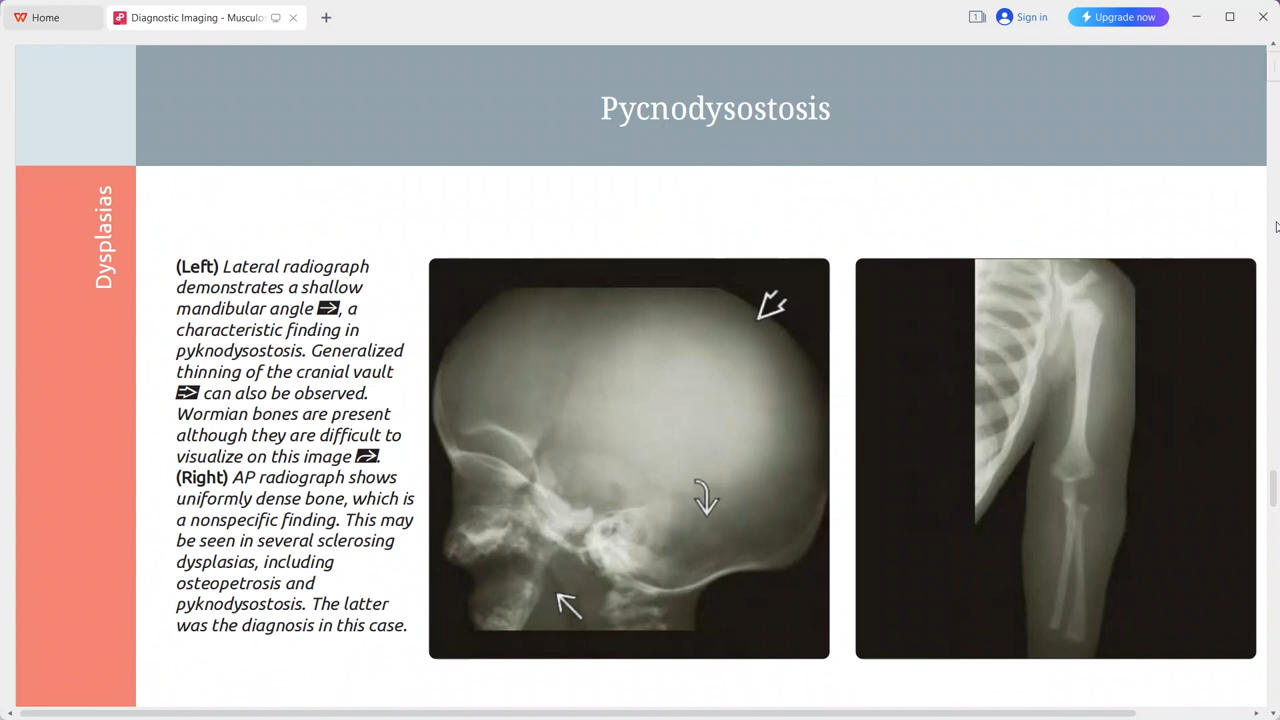 Home
Diagnostic Imaging - Musculos
Sign in
Upgrade now
Pycnodysostosis
Dysplasias
(Left) Lateral radiograph
demonstrates a shallow
mandibular angle ➡, a
characteristic finding in
pyknodysostosis. Generalized
thinning of the cranial vault
⇨ can also be observed.
Wormian bones are present
although they are difficult to
visualize on this image ↷.
(Right) AP radiograph shows
uniformly dense bone, which is
a nonspecific finding. This may
be seen in several sclerosing
dysplasias, including
osteopetrosis and
pyknodysostosis. The latter
was the diagnosis in this case.